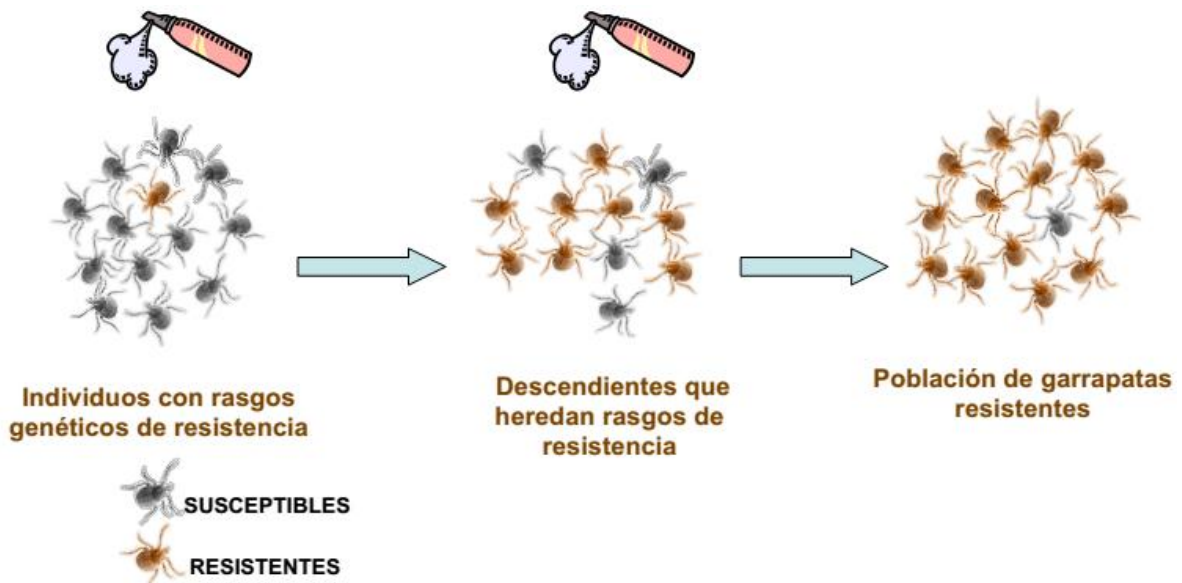 Individuos con rasgos
genéticos de resistencia
Descendientes que
heredan rasgos de
resistencia
Población de garrapatas
resistentes
SUSCEPTIBLES
RESISTENTES